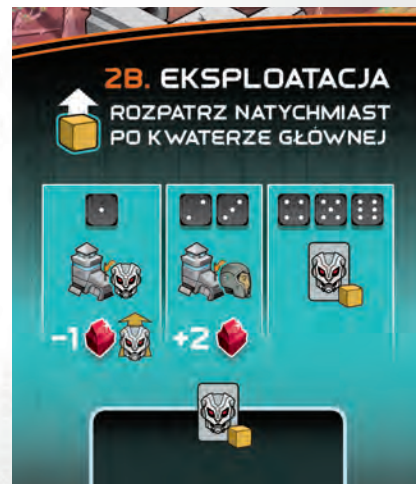 2B. EKSPLOATACJA
ROZPATRZ NATYCHMIAST
PO KWATERZE GŁÓWNEJ
-1
+2